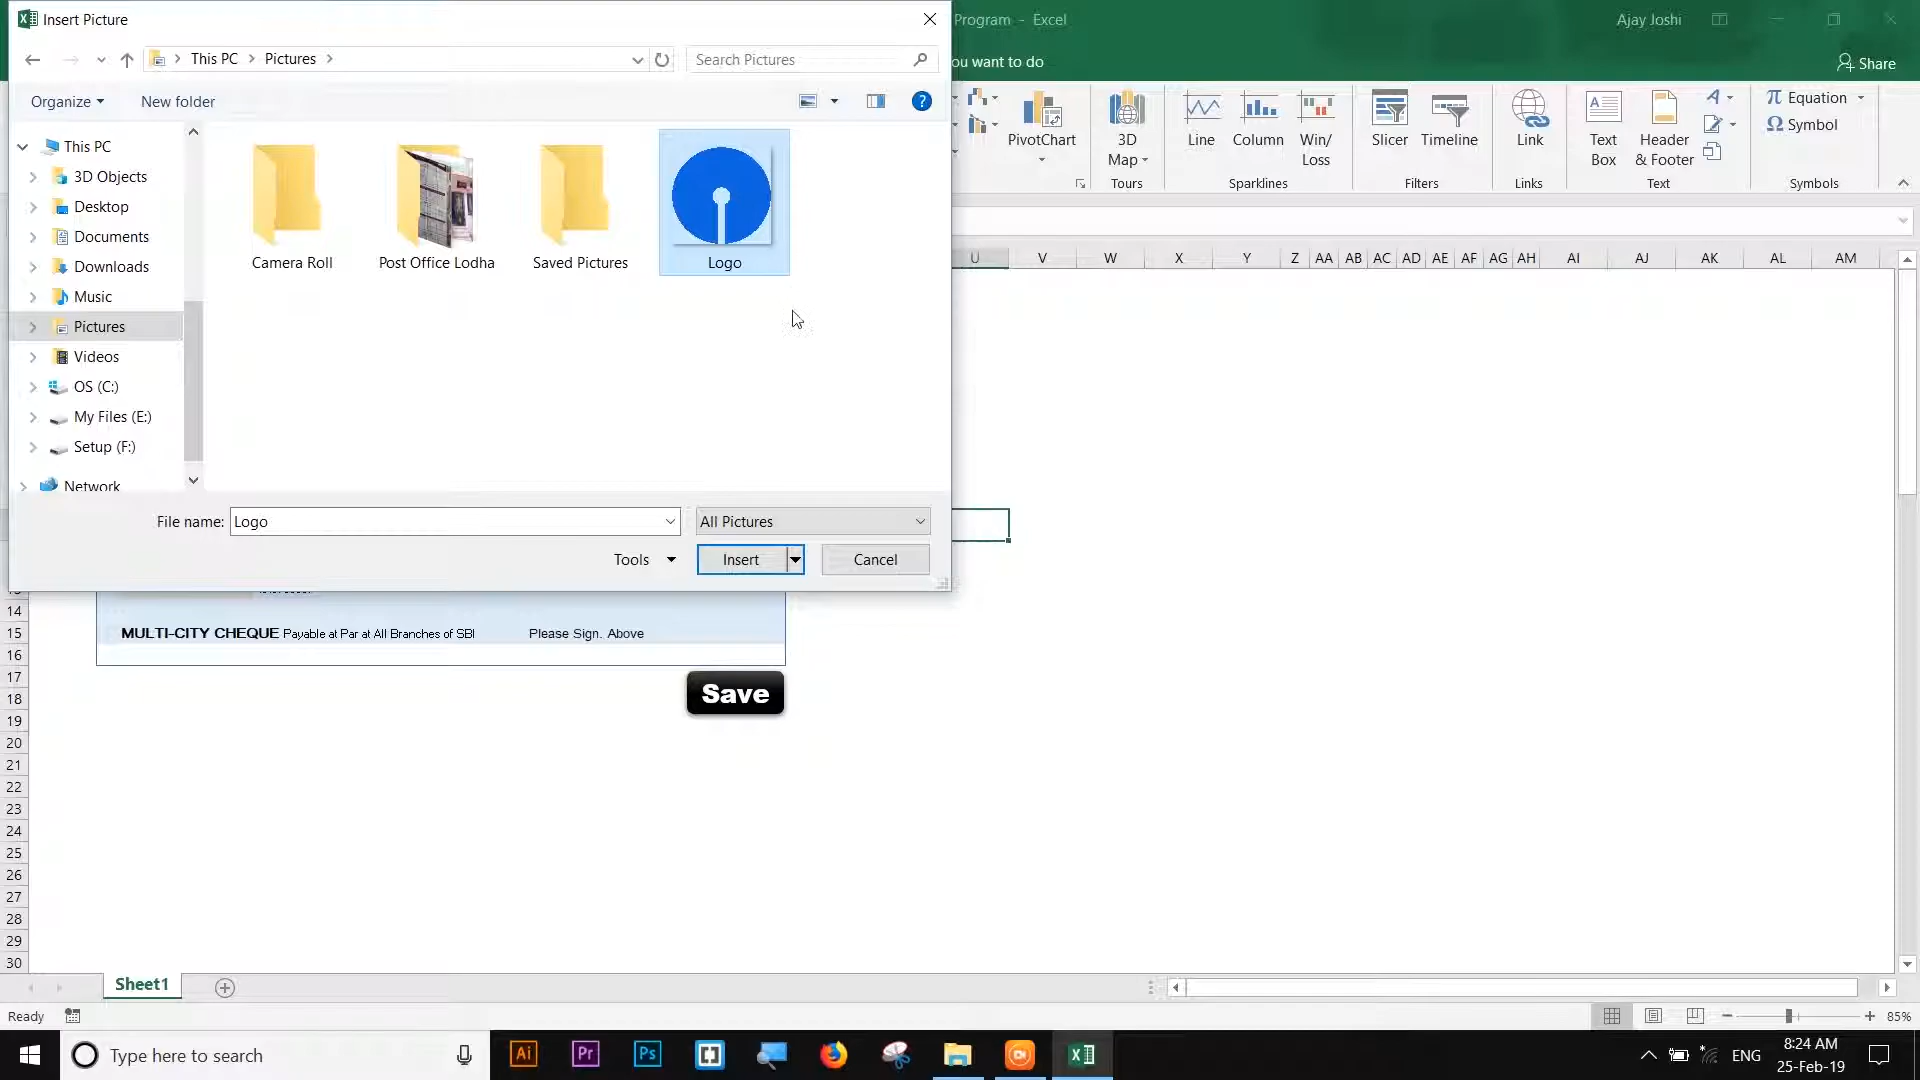 Insert Picture
Program - Excel
Ajay Joshi
This PC > Pictures >
Search Pictures
ou want to do
Share
Organize
New folder
This PC
3D Objects
Desktop
Documents
Downloads
Music
Pictures
Videos
OS (C:)
My Files (E:)
Setup (F:)
Network
Camera Roll
Post Office Lodha
Saved Pictures
Logo
File name: Logo
All Pictures
Tools
Insert
Cancel
PivotChart
3D Map
Tours
Line
Column
Win/ Loss
Sparklines
Slicer
Timeline
Filters
Link
Links
Text Box
Header & Footer
Text
Equation
Symbol
Symbols
U V W X Y Z AA AB AC AD AE AF AG AH AI AJ AK AL AM
14
15
16
17
18
19
20
21
22
23
24
25
26
27
28
29
30
MULTI-CITY CHEQUE Payable at Par at All Branches of SBI
Please Sign. Above
Save
Sheet1
Ready
85%
Type here to search
Ai
Pr
Ps
ENG
8:24 AM
25-Feb-19